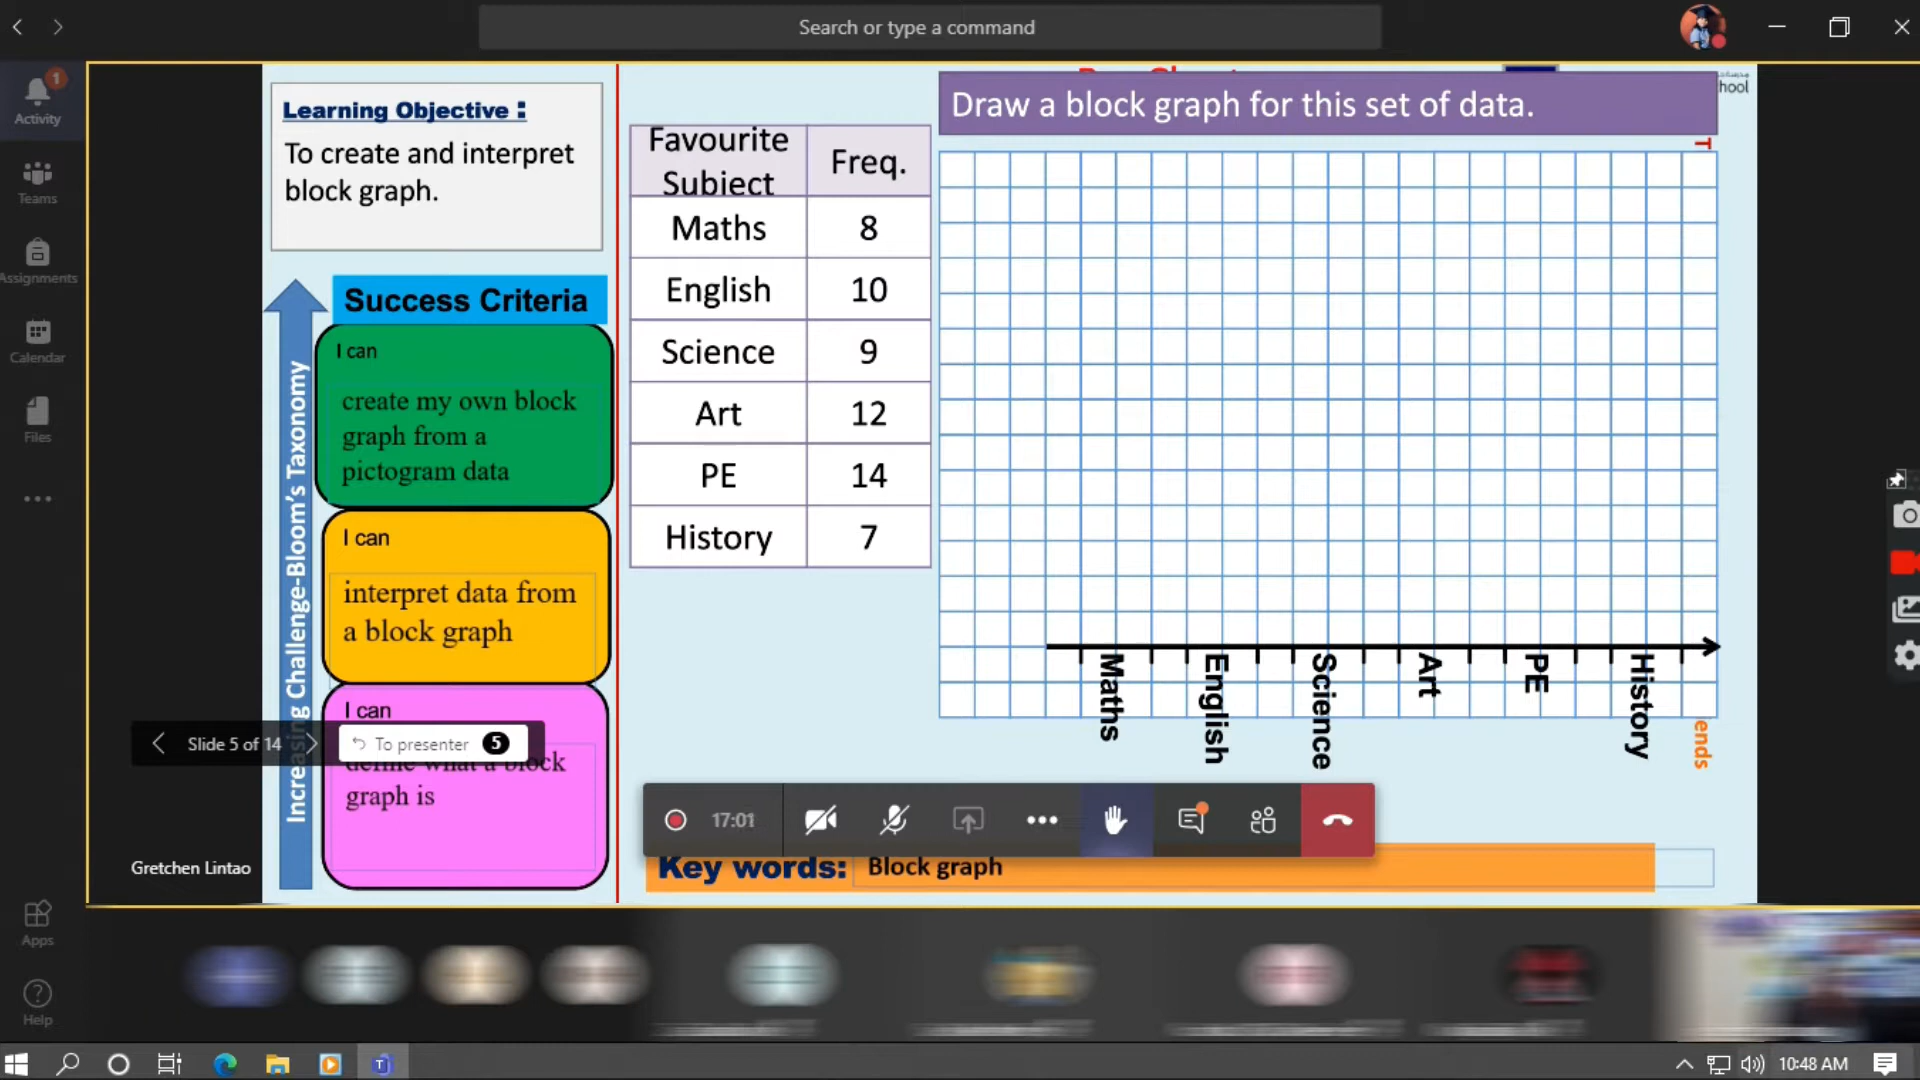 Search or type a command
1
Activity
Teams
Assignments
Calendar
Files
Apps
Help
Learning Objective :
To create and interpret
block graph.
Success Criteria
Increasing Challenge-Bloom's Taxonomy
I can
create my own block
graph from a
pictogram data
I can
interpret data from
a block graph
I can
define what a block
graph is
Slide 5 of 14
To presenter 5
Gretchen Lintao
Draw a block graph for this set of data.
hool
T
Favourite Subject Freq.
Maths 8
English 10
Science 9
Art 12
PE 14
History 7
Maths
English
Science
Art
PE
History
ends
17:01
Key words: Block graph
10:48 AM